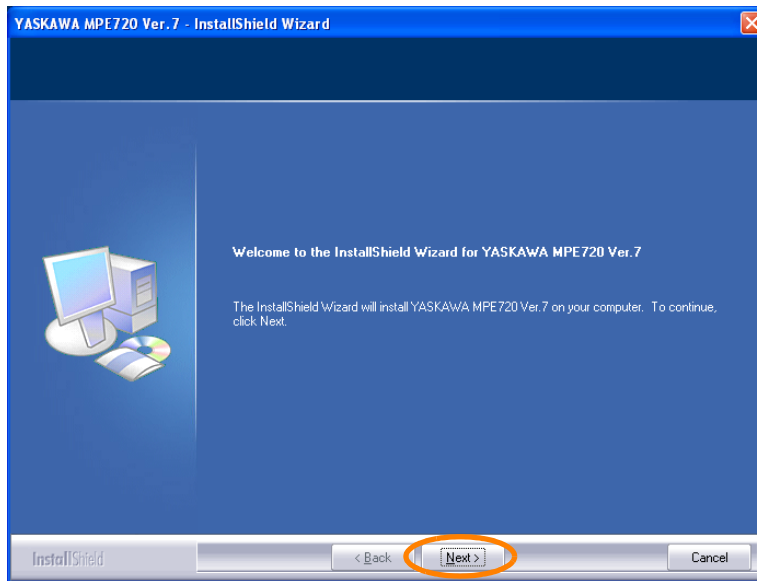 YASKAWA MPE720 Ver.7 - InstallShield Wizard
Welcome to the InstallShield Wizard for YASKAWA MPE720 Ver.7
The InstallShield Wizard will install YASKAWA MPE720 Ver.7 on your computer. To continue,
click Next.
InstallShield
< Back
Next >
Cancel